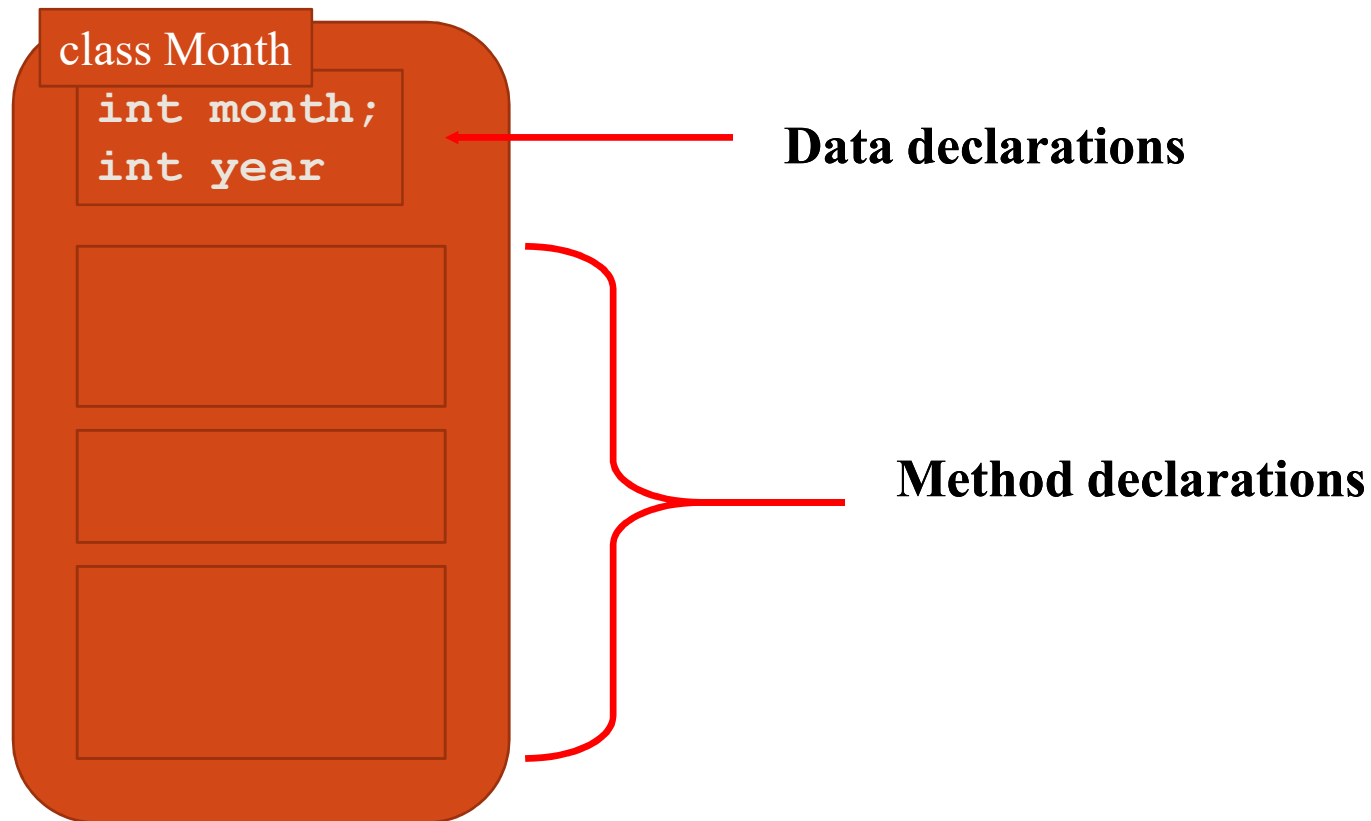 class Month
int month;
int year
Data declarations
Method declarations